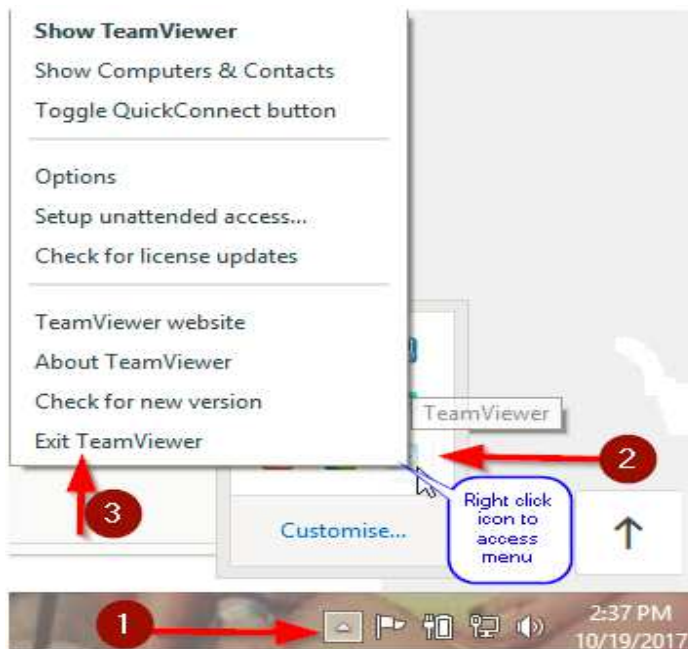 Show TeamViewer
Show Computers & Contacts
Toggle QuickConnect button
Options
Setup unattended access...
Check for license updates
TeamViewer website
About TeamViewer
Check for new version
Exit TeamViewer
TeamViewer
2
3
Customise...
Right click
icon to
access
menu
1
2:37 PM
10/19/2017